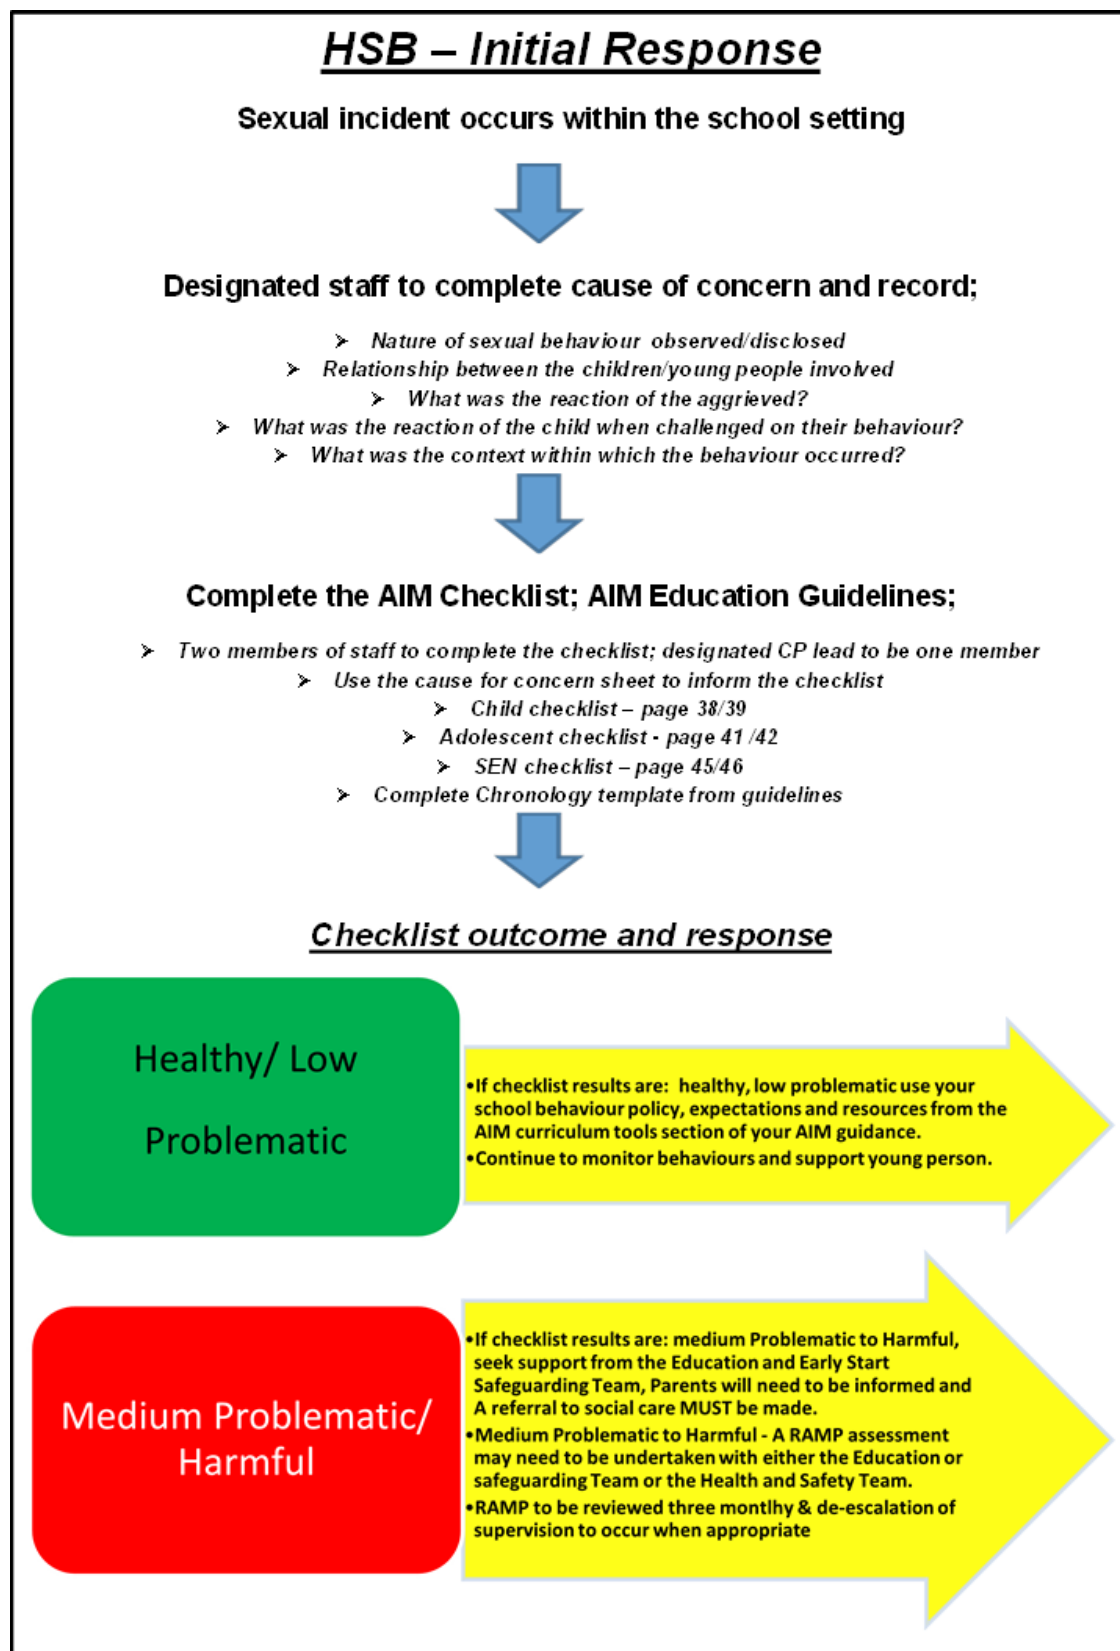 HSB – Initial Response
Sexual incident occurs within the school setting
Designated staff to complete cause of concern and record;
➢ Nature of sexual behaviour observed/disclosed
➢ Relationship between the children/young people involved
➢ What was the reaction of the aggrieved?
➢ What was the reaction of the child when challenged on their behaviour?
➢ What was the context within which the behaviour occurred?
Complete the AIM Checklist; AIM Education Guidelines;
➢ Two members of staff to complete the checklist; designated CP lead to be one member
➢ Use the cause for concern sheet to inform the checklist
➢ Child checklist – page 38/39
➢ Adolescent checklist - page 41 /42
➢ SEN checklist – page 45/46
➢ Complete Chronology template from guidelines
Checklist outcome and response
Healthy/ Low
Problematic
•If checklist results are: healthy, low problematic use your
school behaviour policy, expectations and resources from the
AIM curriculum tools section of your AIM guidance.
•Continue to monitor behaviours and support young person.
Medium Problematic/
Harmful
•If checklist results are: medium Problematic to Harmful,
seek support from the Education and Early Start
Safeguarding Team, Parents will need to be informed and
A referral to social care MUST be made.
•Medium Problematic to Harmful - A RAMP assessment
may need to be undertaken with either the Education or
safeguarding Team or the Health and Safety Team.
•RAMP to be reviewed three montlhy & de-escalation of
supervision to occur when appropriate